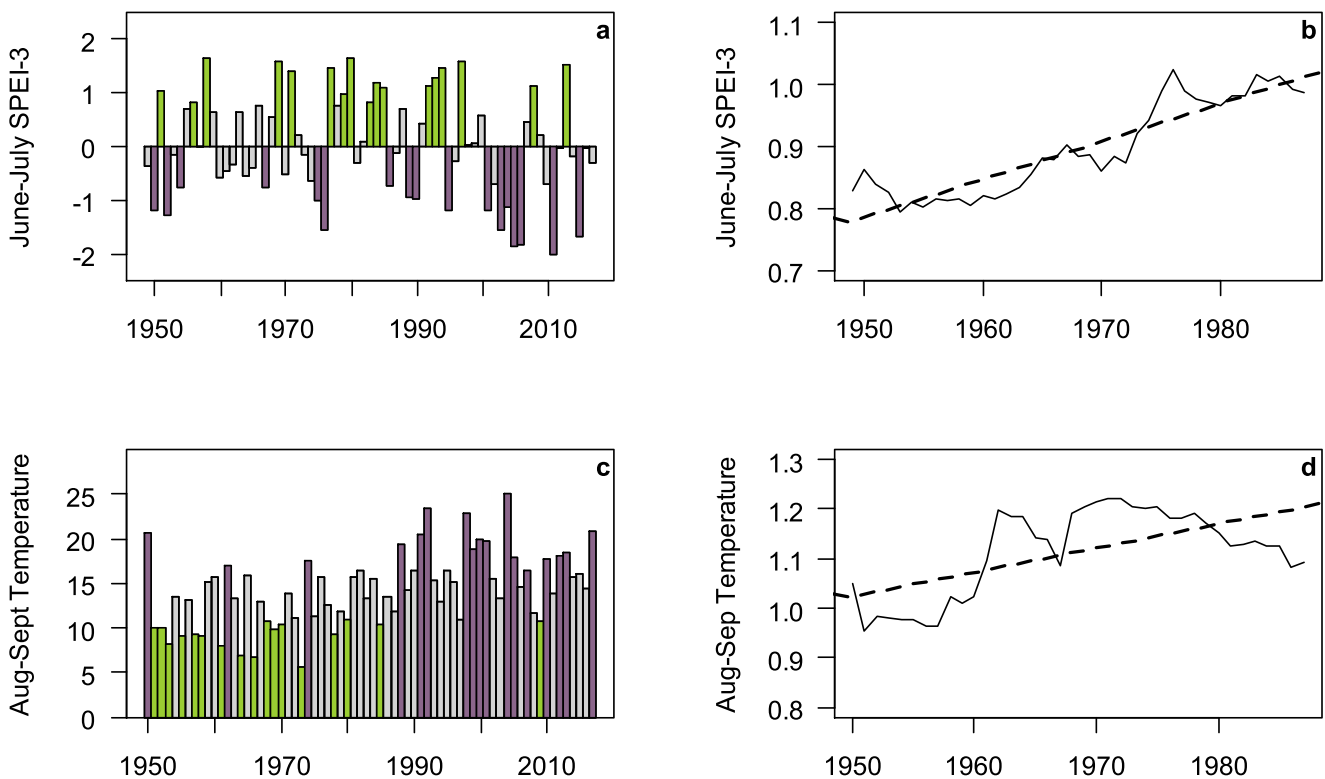 a
June-July SPEI-3
2
1
0
-1
-2
1950 1970 1990 2010
b
June-July SPEI-3
1.1
1.0
0.9
0.8
0.7
1950 1960 1970 1980
c
Aug-Sept Temperature
25
20
15
10
5
0
1950 1970 1990 2010
d
Aug-Sep Temperature
1.3
1.2
1.1
1.0
0.9
0.8
1950 1960 1970 1980